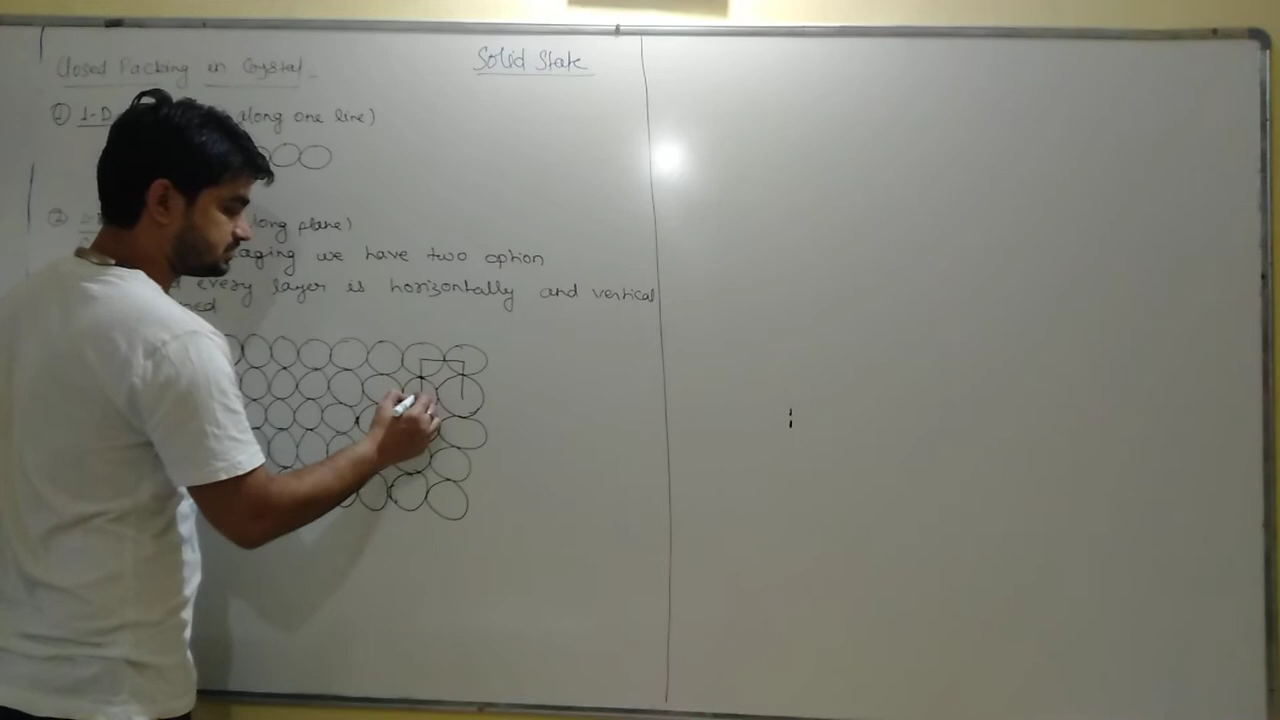 Solid State
Closed Packing in Crystal
① 1-D along one line)
② long plane)
aging we have two option
every layer is horizontally and vertical